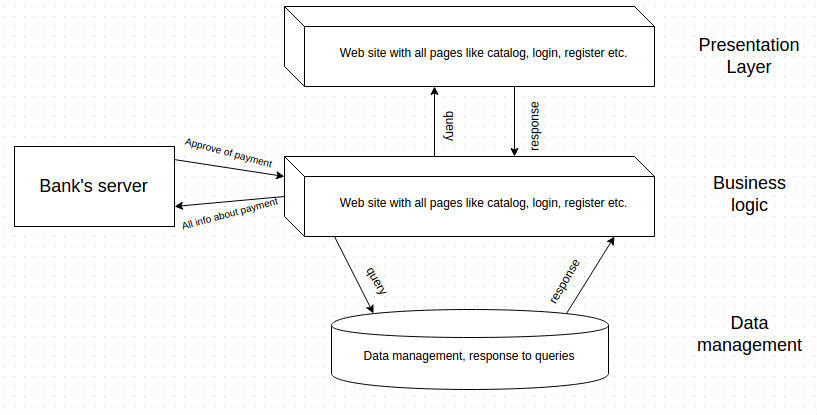 Web site with all pages like catalog, login, register etc.
Presentation
Layer
query
response
Approve of payment
Bank's server
All info about payment
Web site with all pages like catalog, login, register etc.
Business
logic
query
response
Data management, response to queries
Data
management